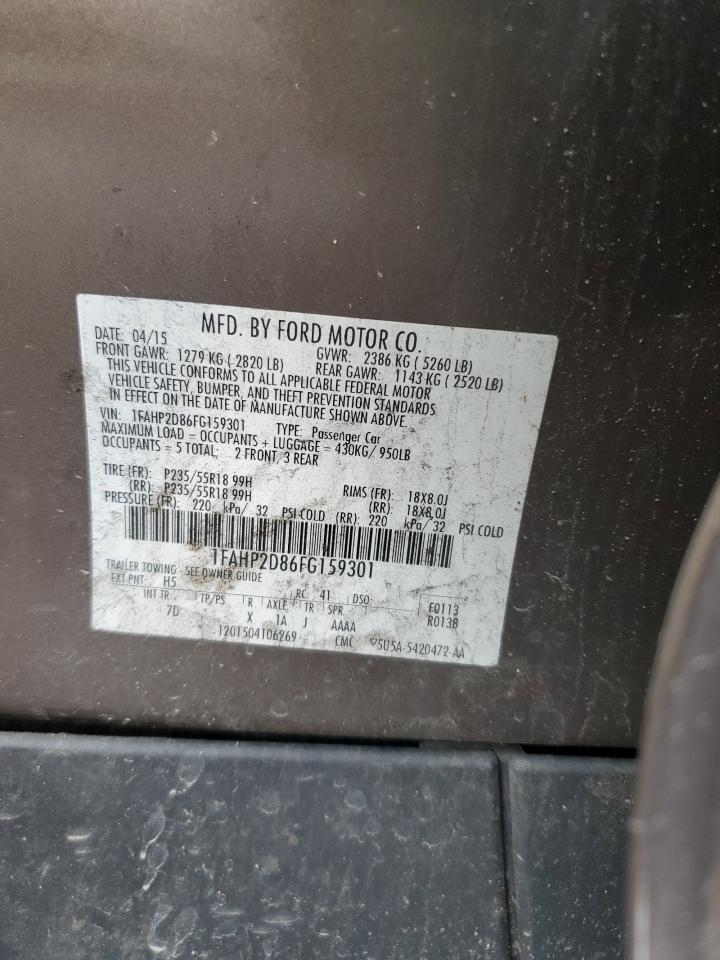 MFD. BY FORD MOTOR CO.
DATE: 04/15 GVWR: 2386 KG ( 5260 LB)
FRONT GAWR: 1279 KG ( 2820 LB) REAR GAWR: 1143 KG ( 2520 LB)
THIS VEHICLE CONFORMS TO ALL APPLICABLE FEDERAL MOTOR
VEHICLE SAFETY, BUMPER, AND THEFT PREVENTION STANDARDS
IN EFFECT ON THE DATE OF MANUFACTURE SHOWN ABOVE.
VIN: 1FAHP2D86FG159301 TYPE: Passenger Car
MAXIMUM LOAD = OCCUPANTS + LUGGAGE = 430KG/ 950LB
OCCUPANTS = 5 TOTAL; 2 FRONT, 3 REAR
TIRE (FR): P235/55R18 99H RIMS (FR): 18X8.0J
(RR): P235/55R18 99H (RR): 18X8.0J
PRESSURE (FR): 220 kPa/ 32 PSI COLD (RR): 220 kPa/ 32 PSI COLD
1FAHP2D86FG159301
TRAILER TOWING - SEE OWNER GUIDE
EXT PNT: H5 RC: 41 DSO: F0113
INT TR TP/PS R AXLE TR SPR R0138
7D X 1A J AAAA
1201504106269 CMC 5U5A-5420472-AA